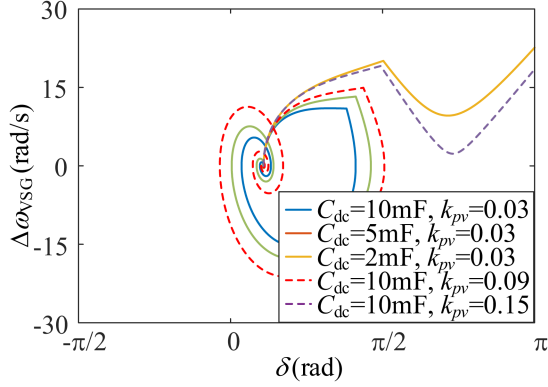 30
15
0
-15
-30
Δω_VSG (rad/s)
C_dc=10mF, k_pv=0.03
C_dc=5mF, k_pv=0.03
C_dc=2mF, k_pv=0.03
C_dc=10mF, k_pv=0.09
C_dc=10mF, k_pv=0.15
-π/2 0 π/2 π
δ(rad)